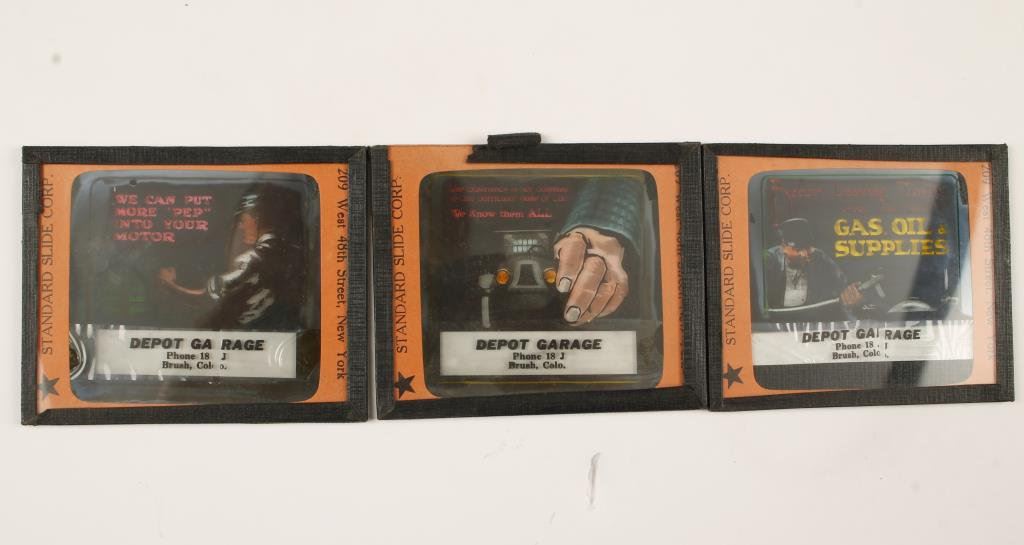 STANDARD SLIDE CORP.
WE CAN PUT
MORE "PEP"
INTO YOUR
MOTOR
209 West 48th Street, New York
DEPOT GARAGE
Phone 18 J
Brush, Colo.
STANDARD SLIDE CORP.
We Know them ALL
DEPOT GARAGE
Phone 18 J
Brush, Colo.
STANDARD SLIDE CORP.
GAS, OIL &
SUPPLIES
DEPOT GARAGE
Phone 18 J
Brush, Colo.